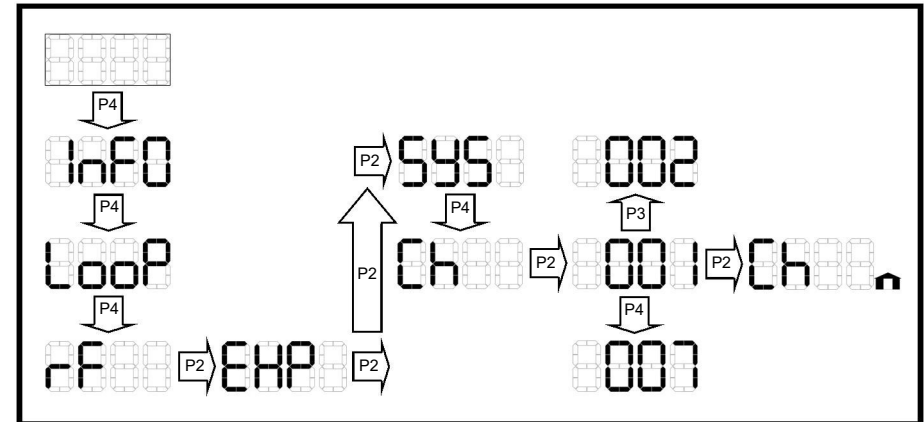 P4
InFO
P2 SYS 002
P4 P4 P3
LooP P2 Ch P2 001 P2 Ch
P4 P4
rF P2 EHP P2 007